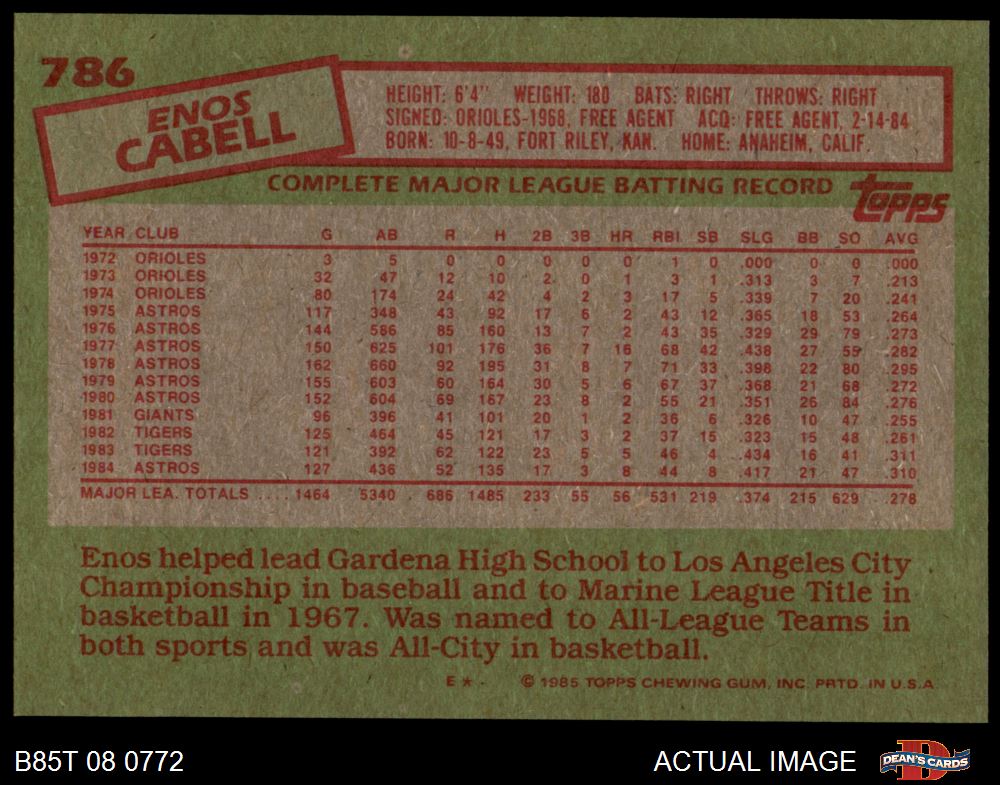 786
ENOS
CABELL
HEIGHT: 6'4" WEIGHT: 180 BATS: RIGHT THROWS: RIGHT
SIGNED: ORIOLES-1968, FREE AGENT ACQ: FREE AGENT, 2-14-84
BORN: 10-8-49, FORT RILEY, KAN. HOME: ANAHEIM, CALIF.
COMPLETE MAJOR LEAGUE BATTING RECORD
topps
YEAR CLUB G AB R H 2B 3B HR RBI SB SLG BB SO AVG
1972 ORIOLES 3 5 0 0 0 0 0 1 0 .000 0 0 .000
1973 ORIOLES 32 47 12 10 2 0 1 3 1 .313 3 7 .213
1974 ORIOLES 80 174 24 42 4 2 3 17 5 .339 7 20 .241
1975 ASTROS 117 348 43 92 17 6 2 43 12 .365 18 53 .264
1976 ASTROS 144 586 85 160 13 7 2 43 35 .329 29 79 .273
1977 ASTROS 150 625 101 176 36 7 16 68 42 .438 27 55 .282
1978 ASTROS 162 660 92 195 31 8 7 71 33 .398 22 80 .295
1979 ASTROS 155 603 60 164 30 5 6 67 37 .368 21 68 .272
1980 ASTROS 152 604 69 167 23 8 2 55 21 .351 26 84 .276
1981 GIANTS 96 396 41 101 20 1 2 36 6 .326 10 47 .255
1982 TIGERS 125 464 45 121 17 3 2 37 15 .323 15 48 .261
1983 TIGERS 121 392 62 122 23 5 5 46 4 .434 16 41 .311
1984 ASTROS 127 436 52 135 17 3 8 44 8 .417 21 47 .310
MAJOR LEA. TOTALS .... 1464 5340 686 1485 233 55 56 531 219 .374 215 629 .278
Enos helped lead Gardena High School to Los Angeles City
Championship in baseball and to Marine League Title in
basketball in 1967. Was named to All-League Teams in
both sports and was All-City in basketball.
E★ © 1985 TOPPS CHEWING GUM, INC. PRTD. IN U.S.A.
B85T 08 0772 ACTUAL IMAGE DEAN'S CARDS